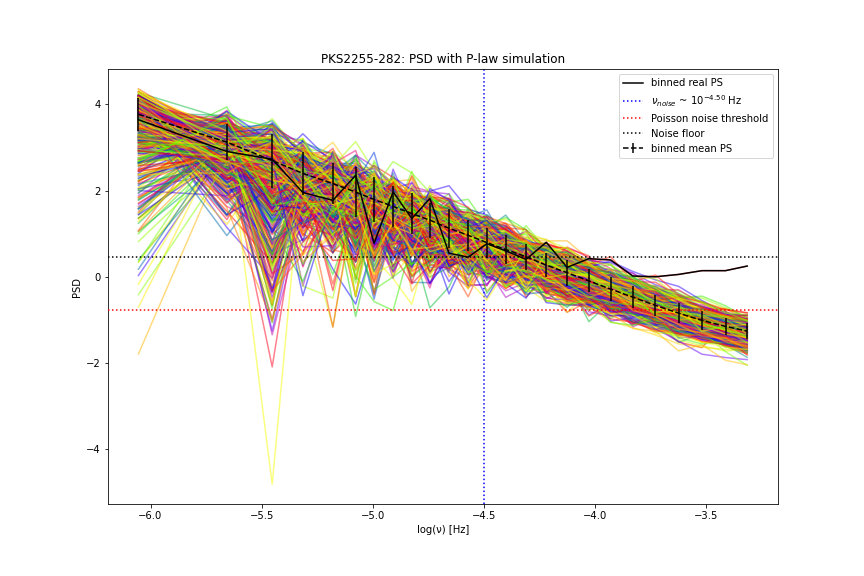 PKS2255-282: PSD with P-law simulation
binned real PS
ν_noise ~ 10^−4.50 Hz
Poisson noise threshold
Noise floor
binned mean PS
PSD
4
2
0
−2
−4
−6.0 −5.5 −5.0 −4.5 −4.0 −3.5
log(ν) [Hz]